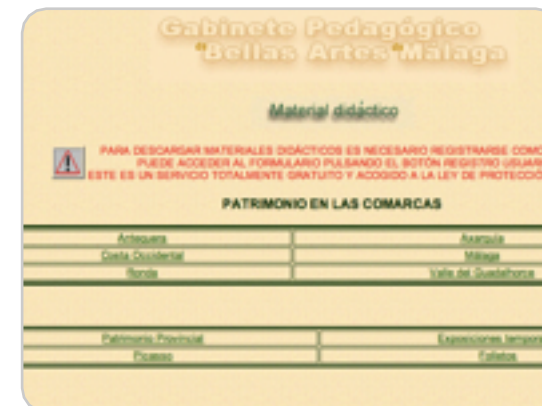 Gabinete Pedagógico
"Bellas Artes" Málaga
Material didáctico
PARA DESCARGAR MATERIALES DIDÁCTICOS ES NECESARIO REGISTRARSE COMO
PUEDE ACCEDER AL FORMULARIO PULSANDO EL BOTÓN REGISTRO USUAR
ESTE ES UN SERVICIO TOTALMENTE GRATUITO Y ACOGIDO A LA LEY DE PROTECCIÓ
PATRIMONIO EN LAS COMARCAS
Antequera Axarquía
Costa Occidental Málaga
Ronda Valle del Guadalhorce
Patrimonio Provincial Exposiciones tempora
Picasso Folletos